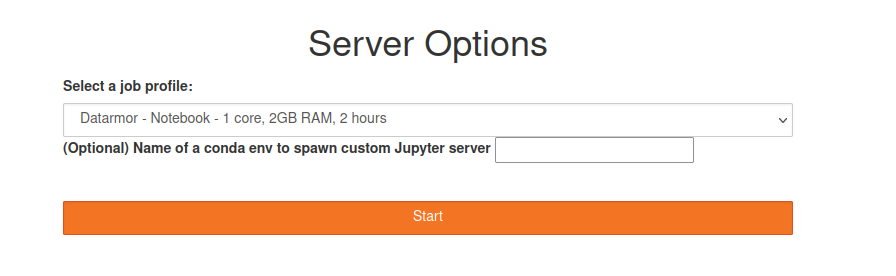 Server Options
Select a job profile:
Datarmor - Notebook - 1 core, 2GB RAM, 2 hours
(Optional) Name of a conda env to spawn custom Jupyter server
Start